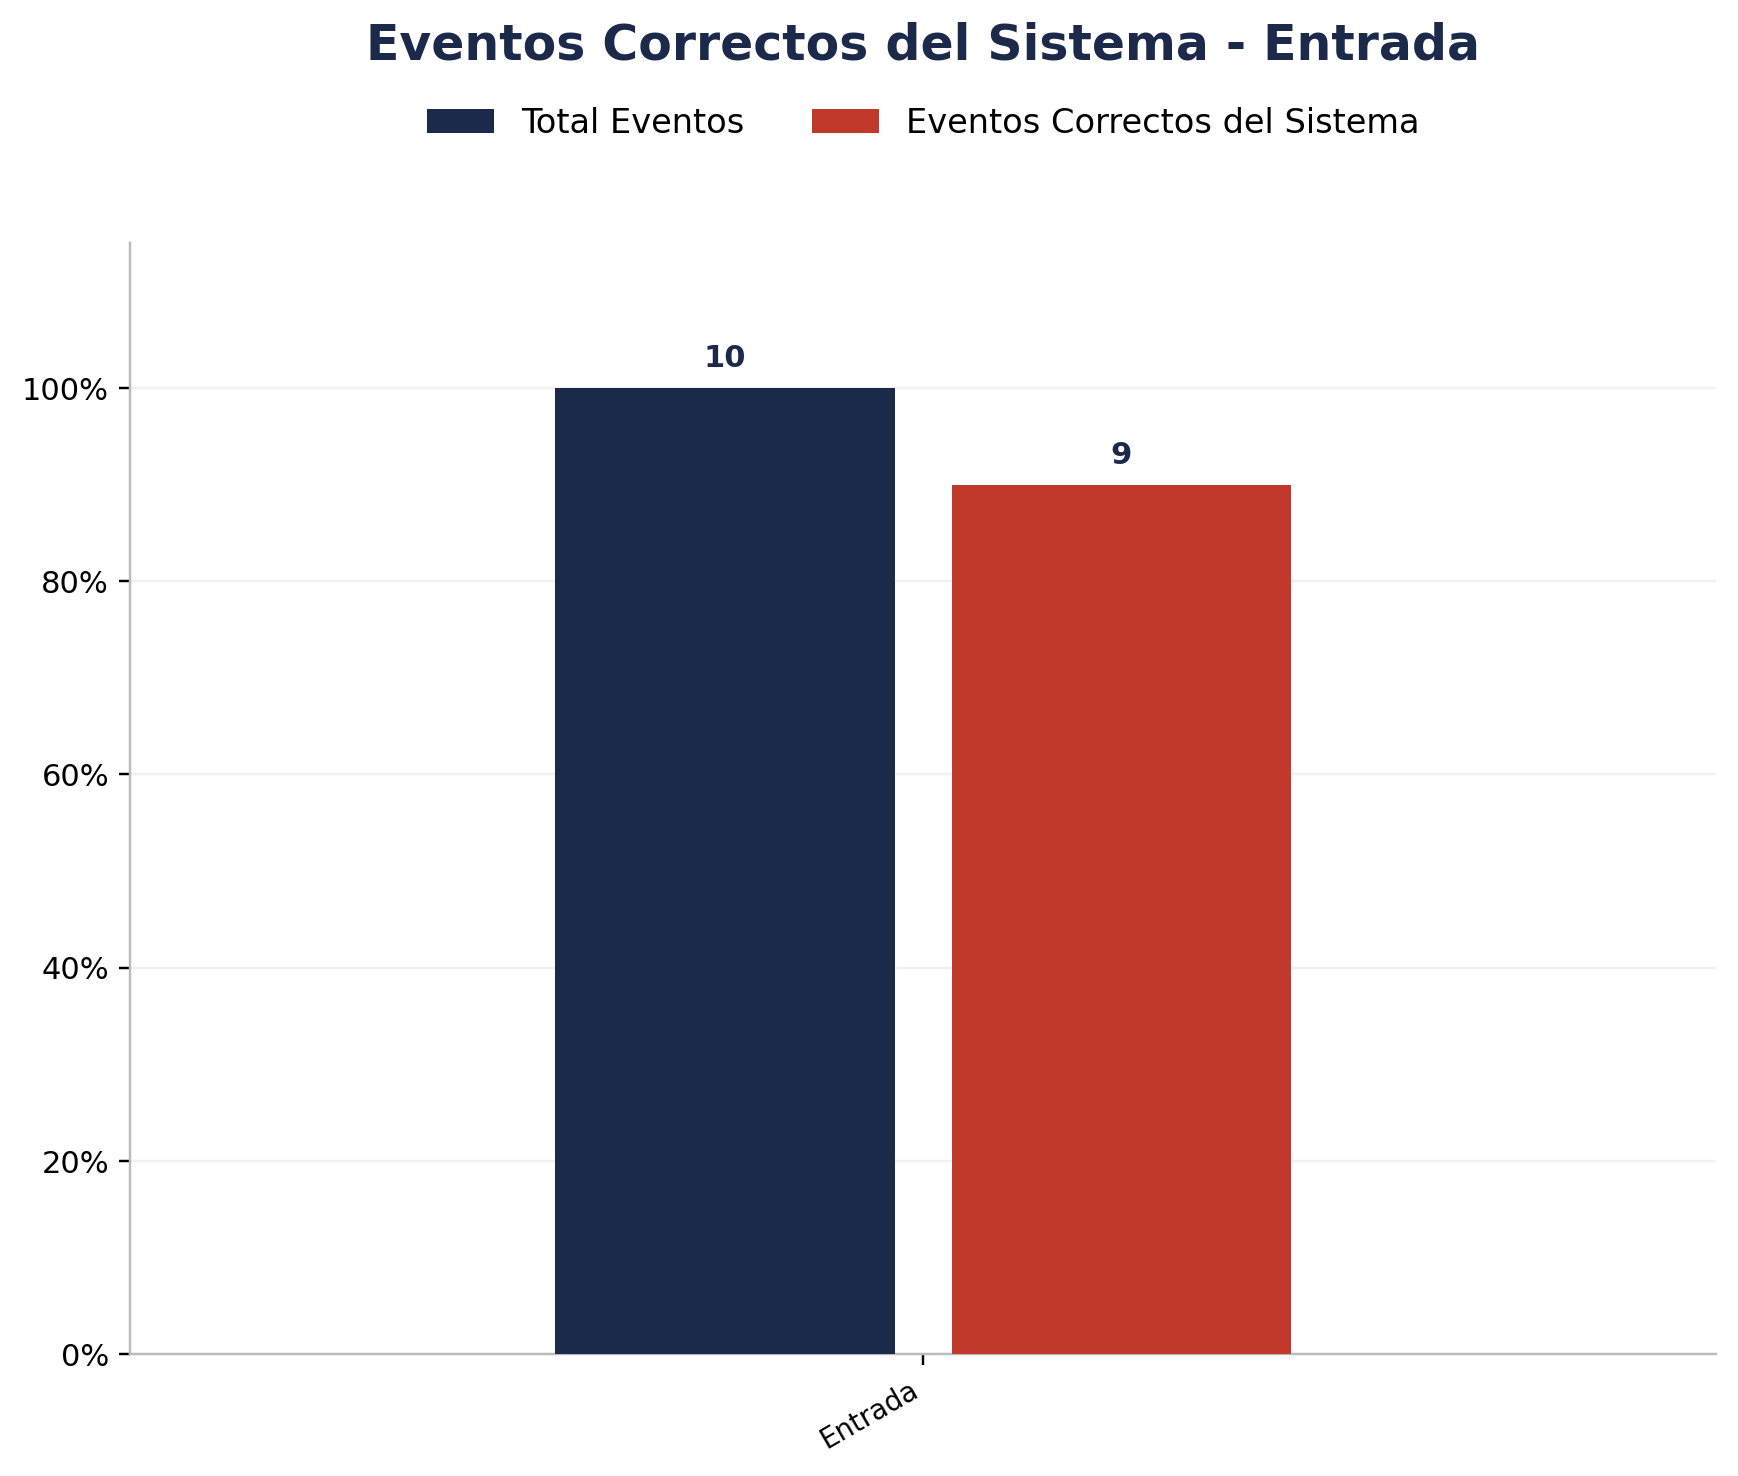 Eventos Correctos del Sistema - Entrada
Total Eventos
Eventos Correctos del Sistema
10
100%
9
80%
60%
40%
20%
0%
Entrada